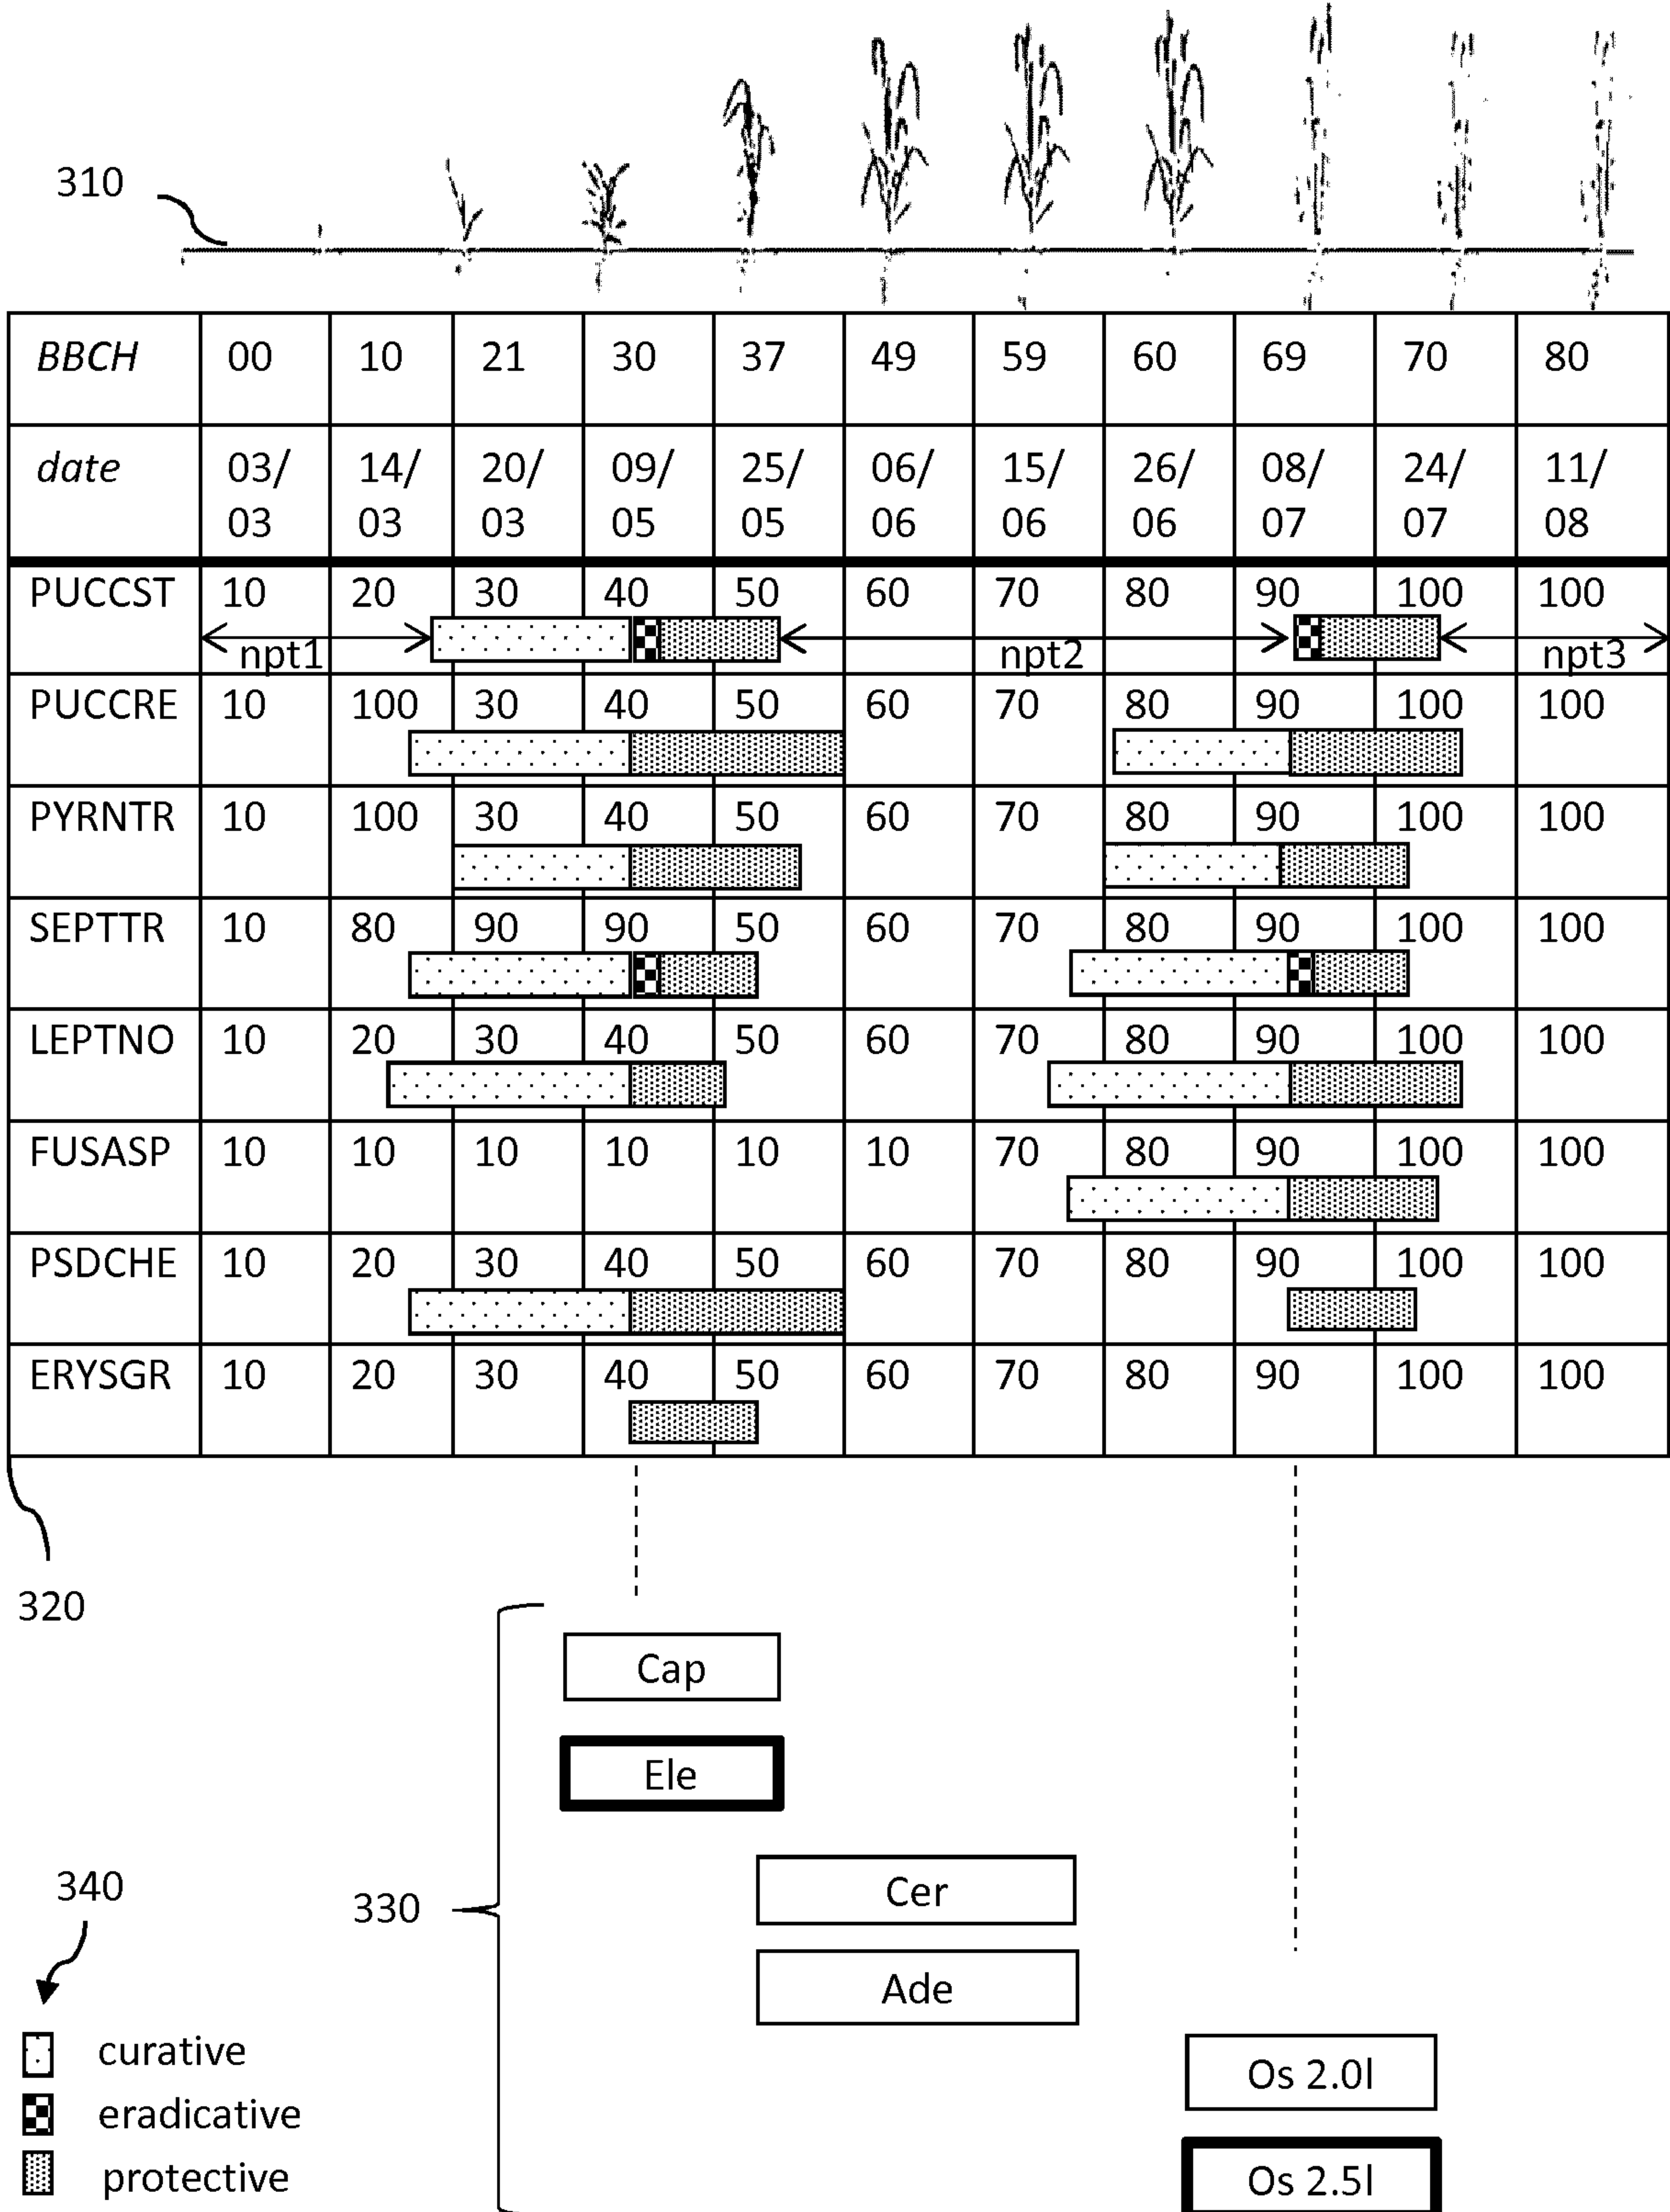 310
BBCH 00 10 21 30 37 49 59 60 69 70 80
date 03/ 14/ 20/ 09/ 25/ 06/ 15/ 26/ 08/ 24/ 11/
03 03 03 05 05 06 06 06 07 07 08
PUCCST 10 20 30 40 50 60 70 80 90 100 100
npt1 npt2 npt3
PUCCRE 10 100 30 40 50 60 70 80 90 100 100
PYRNTR 10 100 30 40 50 60 70 80 90 100 100
SEPTTR 10 80 90 90 50 60 70 80 90 100 100
LEPTNO 10 20 30 40 50 60 70 80 90 100 100
FUSASP 10 10 10 10 10 10 70 80 90 100 100
PSDCHE 10 20 30 40 50 60 70 80 90 100 100
ERYSGR 10 20 30 40 50 60 70 80 90 100 100
320
Cap
Ele
340
330
Cer
Ade
curative
eradicative
protective
Os 2.0l
Os 2.5l